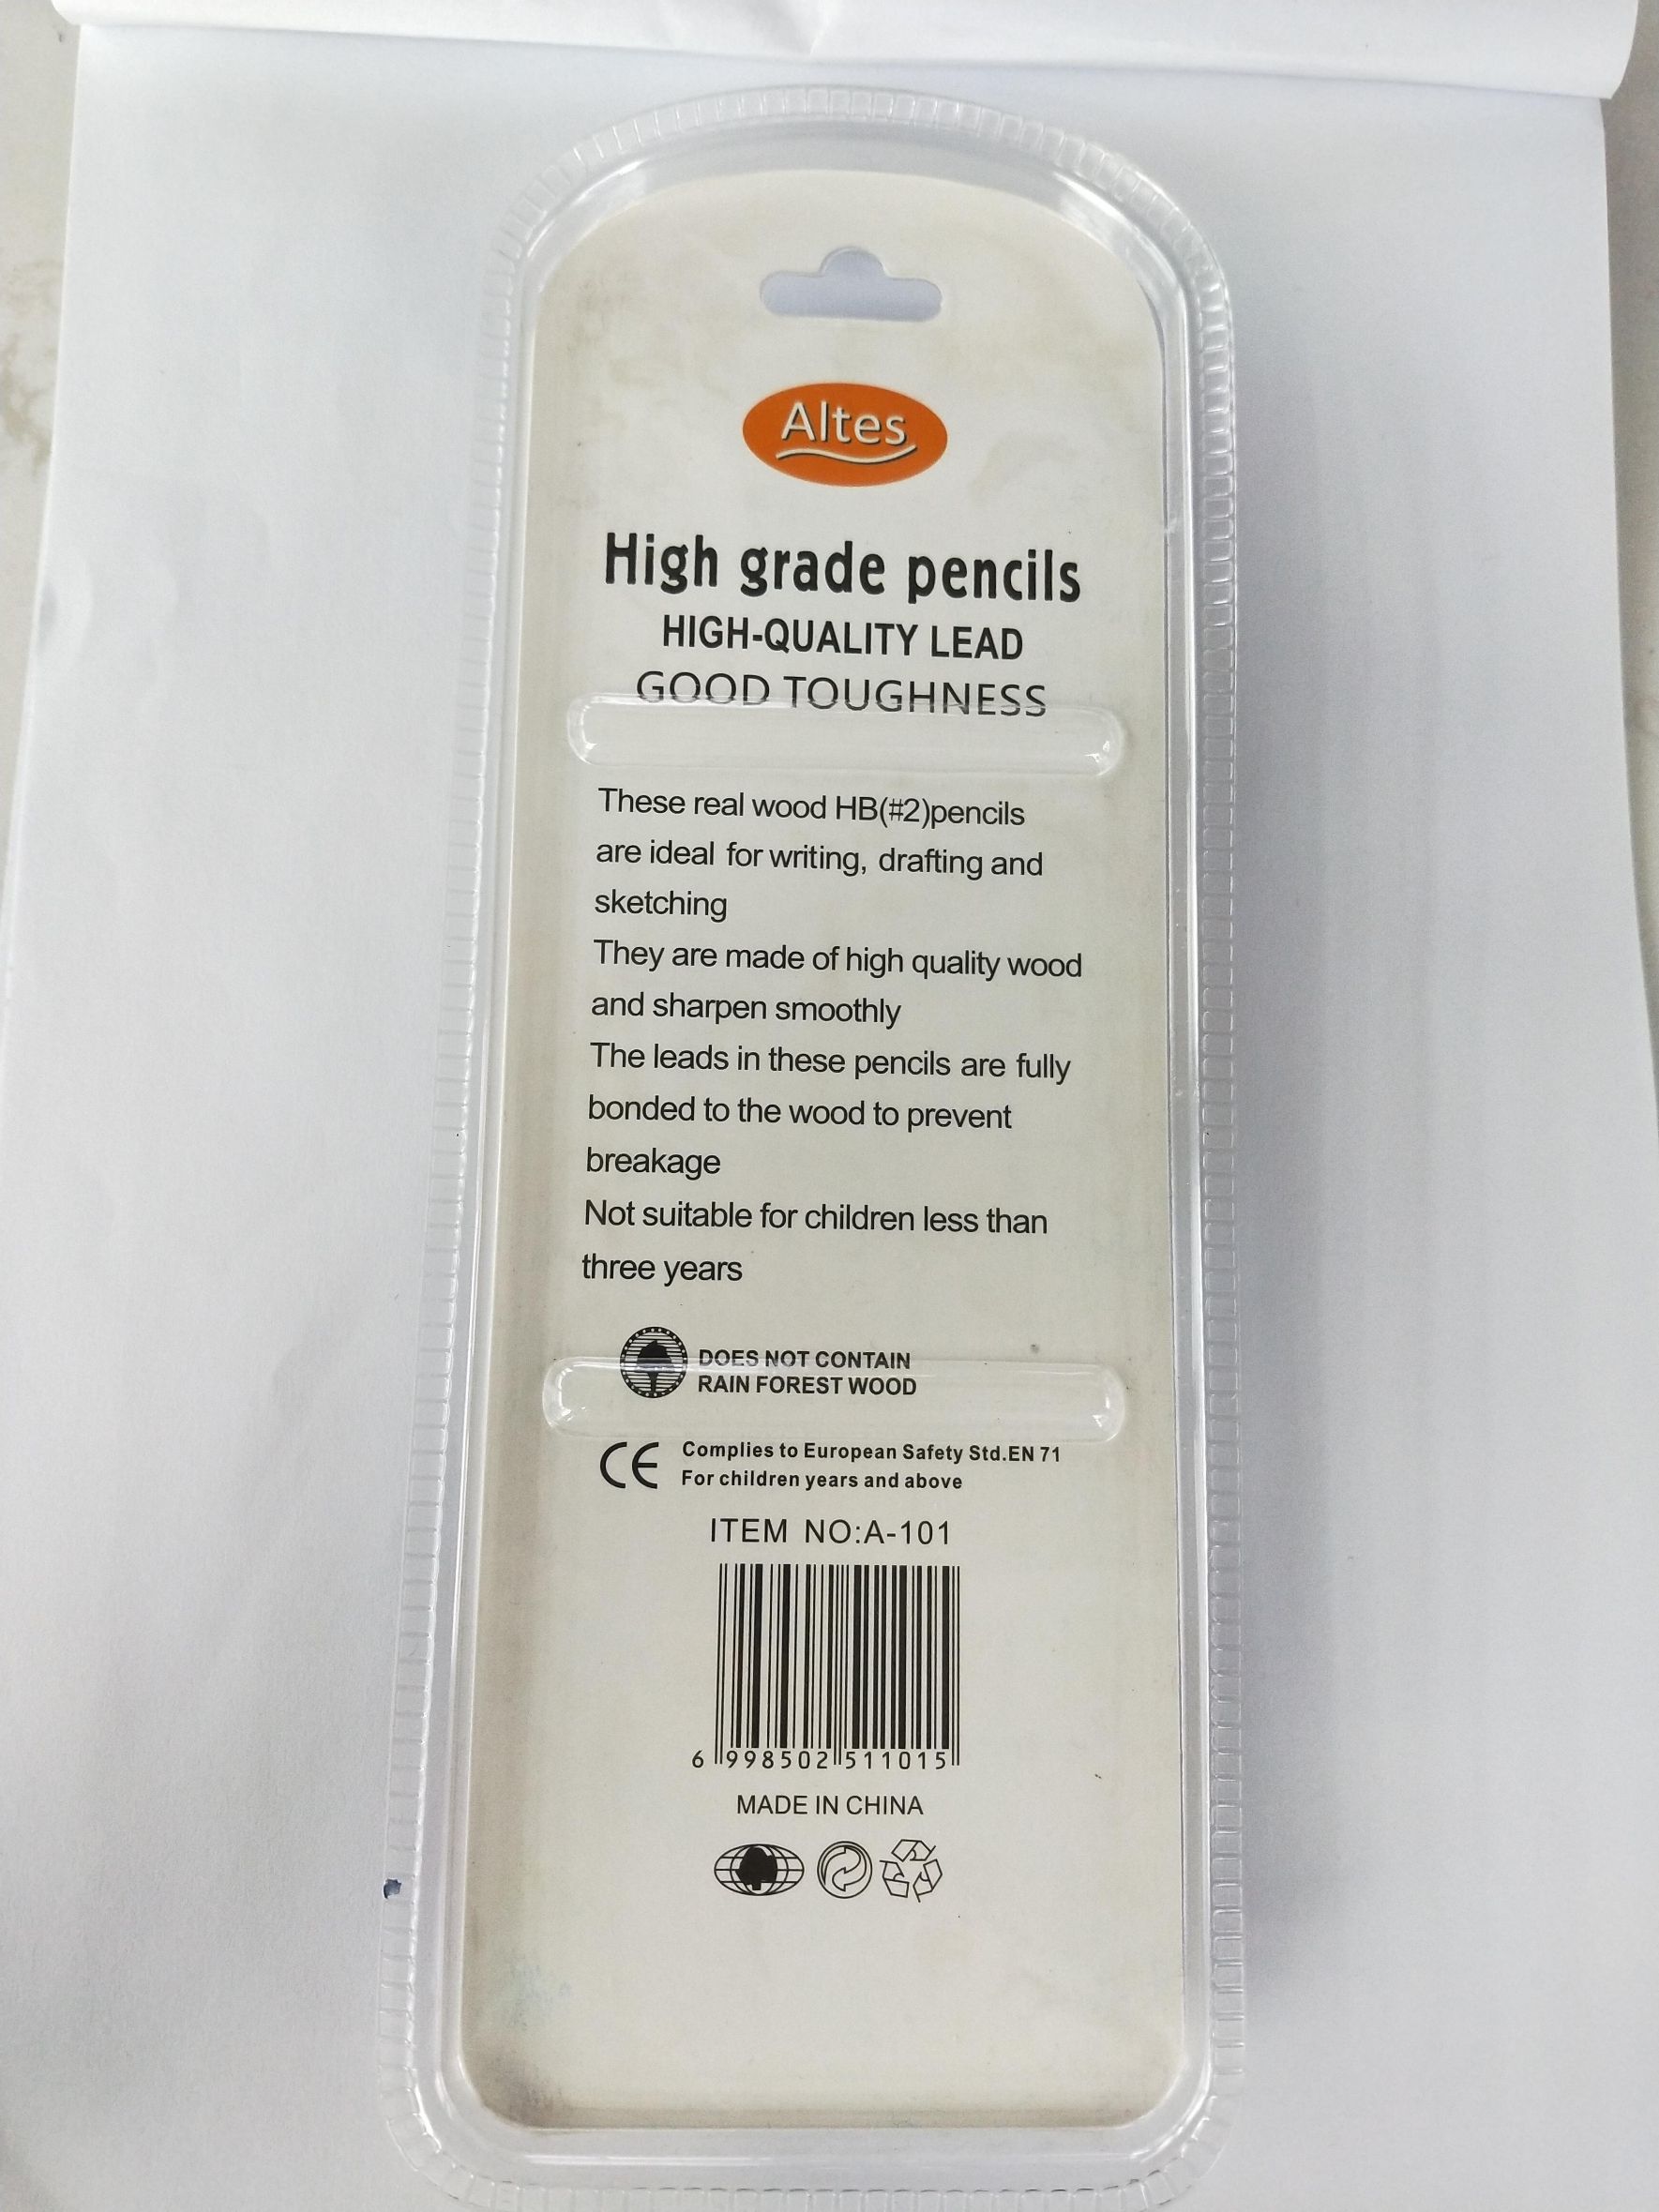 Altes
High grade pencils
HIGH-QUALITY LEAD
GOOD TOUGHNESS
These real wood HB(#2)pencils
are ideal for writing, drafting and
sketching
They are made of high quality wood
and sharpen smoothly
The leads in these pencils are fully
bonded to the wood to prevent
breakage
Not suitable for children less than
three years
DOES NOT CONTAIN
RAIN FOREST WOOD
CE Complies to European Safety Std.EN 71
For children years and above
ITEM NO:A-101
6 998502 511015
MADE IN CHINA